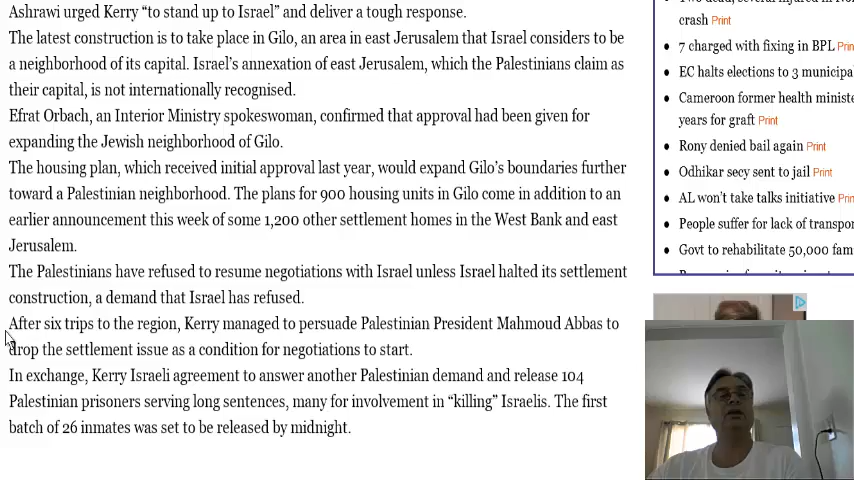 Ashrawi urged Kerry “to stand up to Israel” and deliver a tough response.
The latest construction is to take place in Gilo, an area in east Jerusalem that Israel considers to be
a neighborhood of its capital. Israel’s annexation of east Jerusalem, which the Palestinians claim as
their capital, is not internationally recognised.
Efrat Orbach, an Interior Ministry spokeswoman, confirmed that approval had been given for
expanding the Jewish neighborhood of Gilo.
The housing plan, which received initial approval last year, would expand Gilo’s boundaries further
toward a Palestinian neighborhood. The plans for 900 housing units in Gilo come in addition to an
earlier announcement this week of some 1,200 other settlement homes in the West Bank and east
Jerusalem.
The Palestinians have refused to resume negotiations with Israel unless Israel halted its settlement
construction, a demand that Israel has refused.
After six trips to the region, Kerry managed to persuade Palestinian President Mahmoud Abbas to
drop the settlement issue as a condition for negotiations to start.
In exchange, Kerry Israeli agreement to answer another Palestinian demand and release 104
Palestinian prisoners serving long sentences, many for involvement in “killing” Israelis. The first
batch of 26 inmates was set to be released by midnight.
crash Print
7 charged with fixing in BPL Prin
EC halts elections to 3 municipa
Cameroon former health ministe
years for graft Print
Rony denied bail again Print
Odhikar secy sent to jail Print
AL won’t take talks initiative Prin
People suffer for lack of transpor
Govt to rehabilitate 50,000 fam